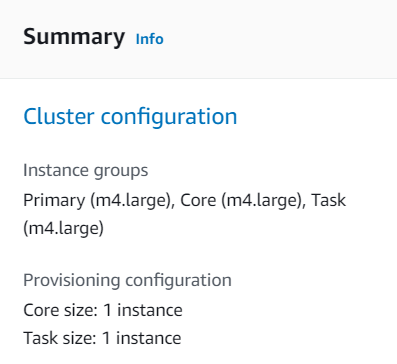 Summary Info
Cluster configuration
Instance groups
Primary (m4.large), Core (m4.large), Task
(m4.large)
Provisioning configuration
Core size: 1 instance
Task size: 1 instance